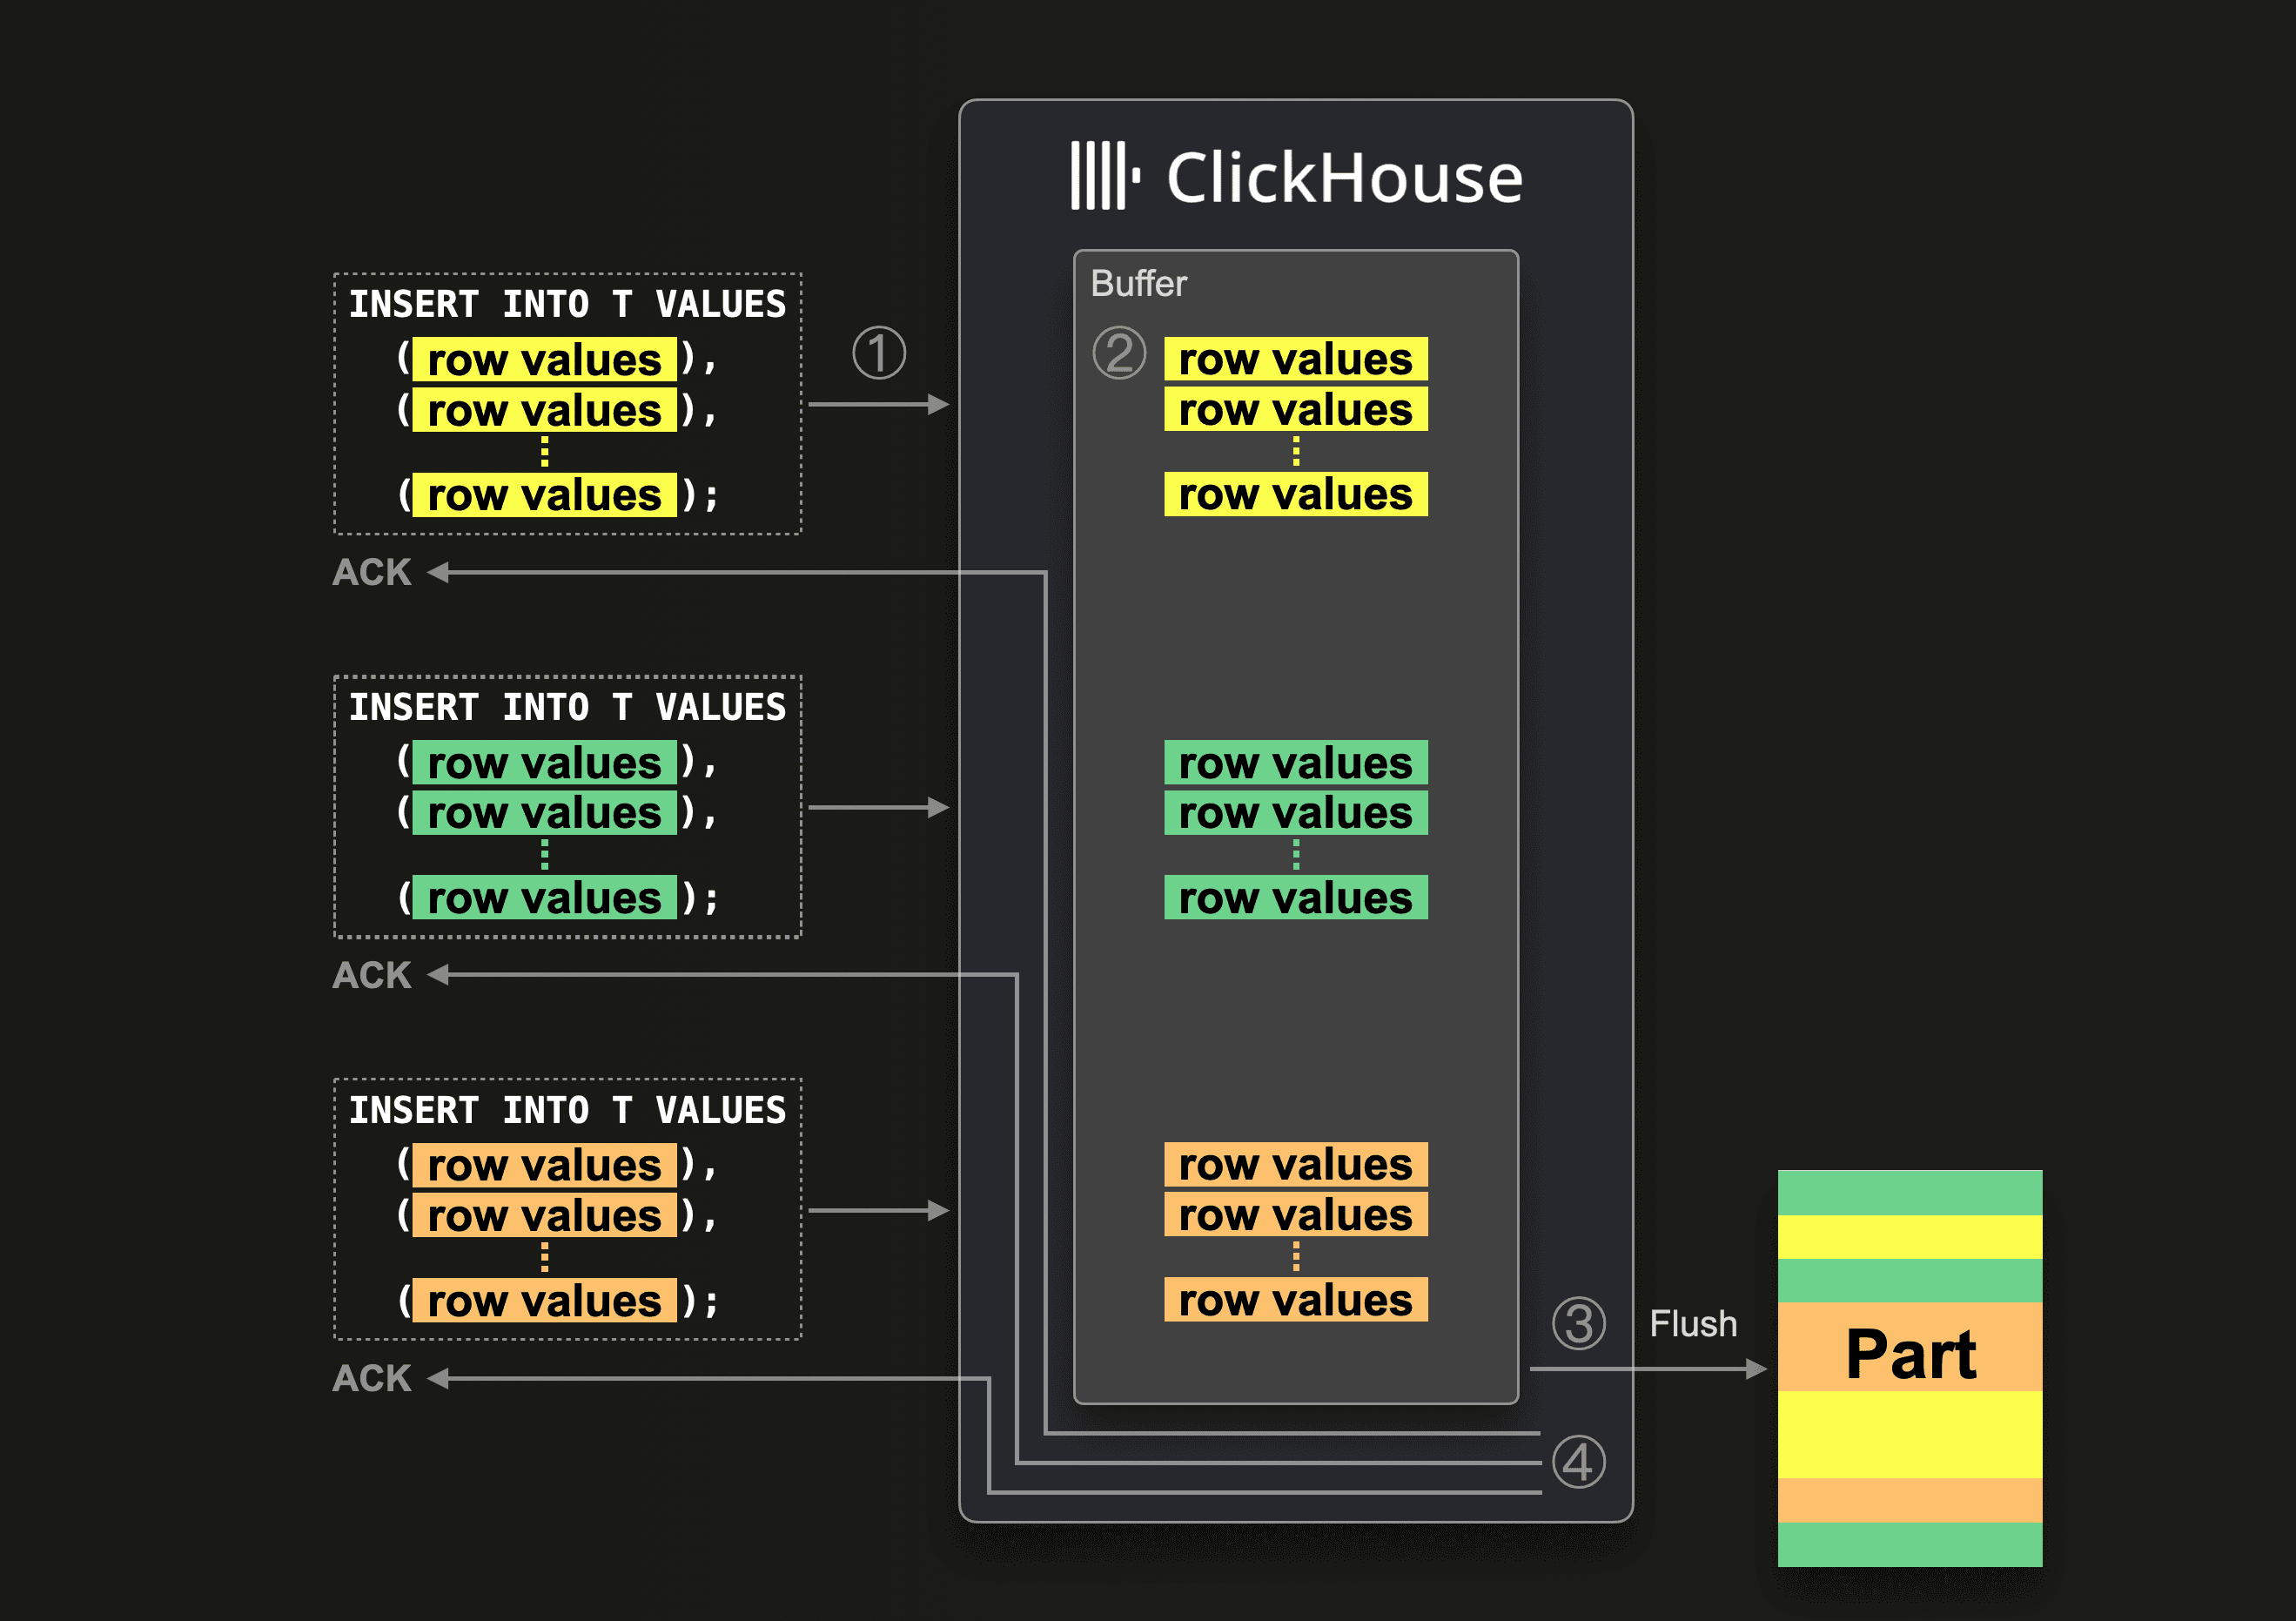 ClickHouse
Buffer
INSERT INTO T VALUES
(row values),
(row values),
(row values);
①
②
row values
row values
row values
ACK
INSERT INTO T VALUES
(row values),
(row values),
(row values);
row values
row values
row values
ACK
INSERT INTO T VALUES
(row values),
(row values),
(row values);
row values
row values
row values
ACK
③ Flush
Part
④